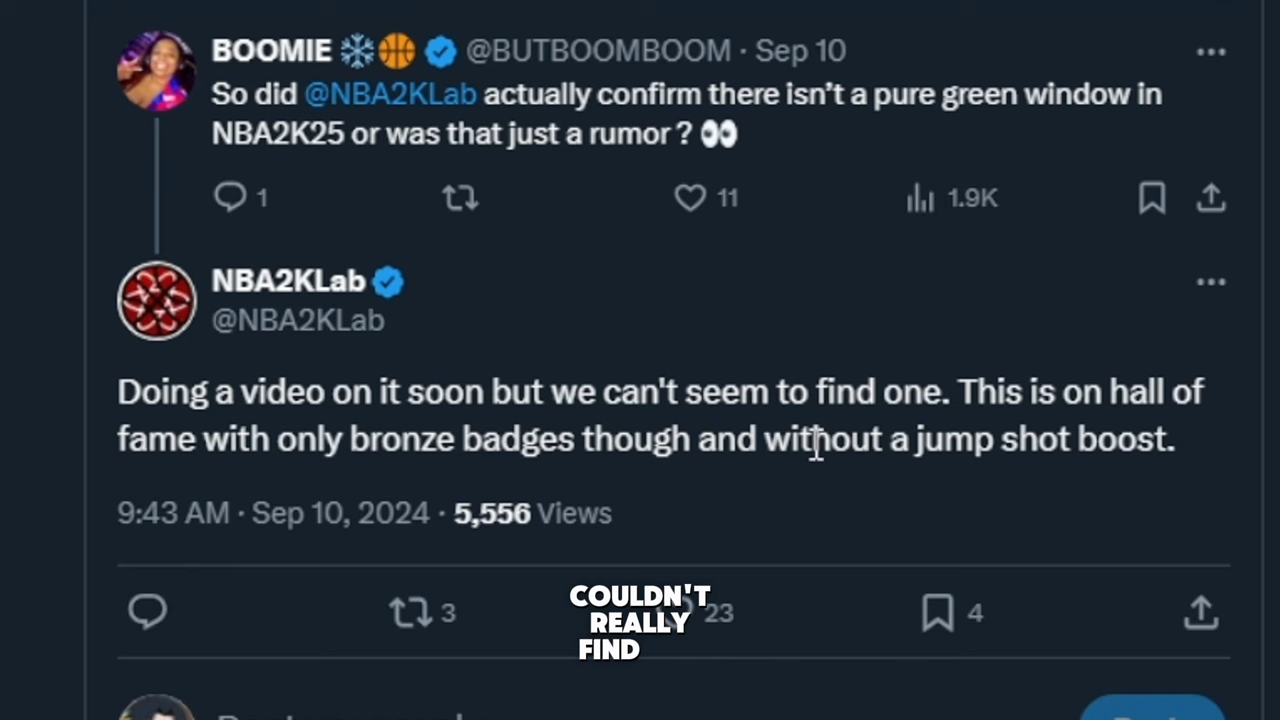 BOOMIE ❄️🏀 @BUTBOOMBOOM · Sep 10
So did @NBA2KLab actually confirm there isn't a pure green window in
NBA2K25 or was that just a rumor ? 👀
1 11 1.9K
NBA2KLab
@NBA2KLab
Doing a video on it soon but we can't seem to find one. This is on hall of
fame with only bronze badges though and without a jump shot boost.
9:43 AM · Sep 10, 2024 · 5,556 Views
3 23 4
COULDN'T
REALLY
FIND